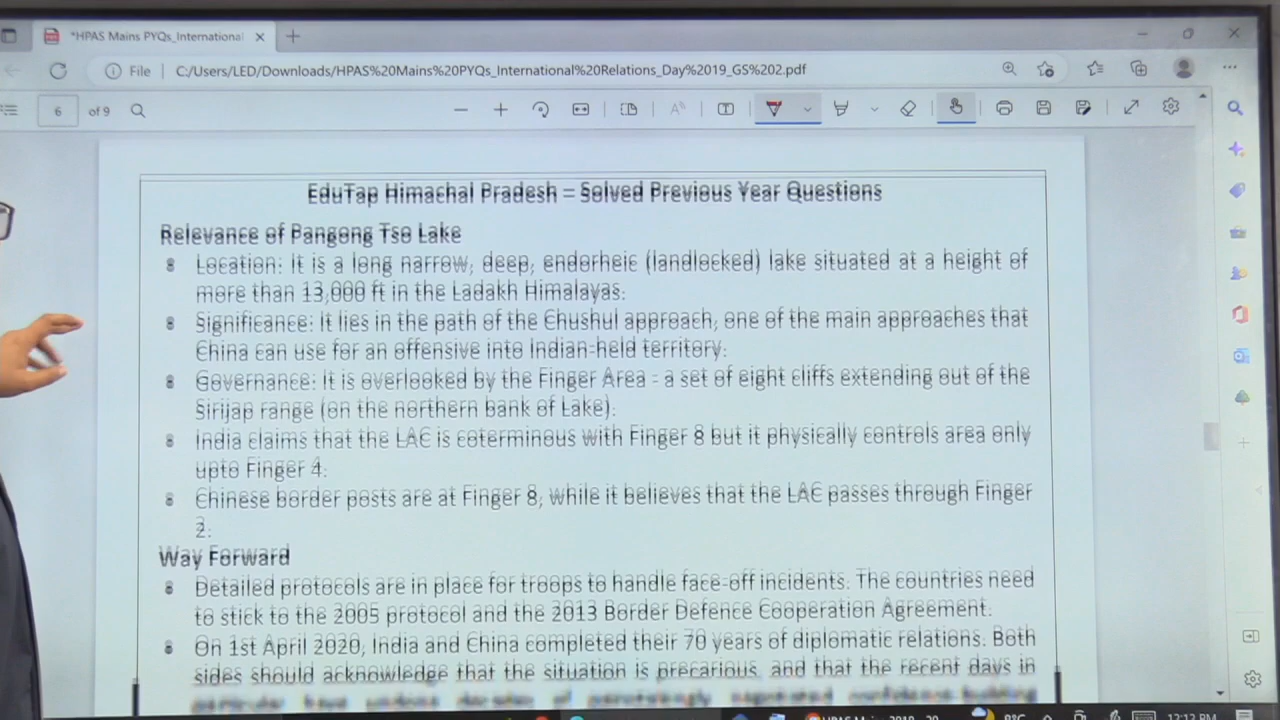 *HPAS Mains PYQs_International
File
C:/Users/LED/Downloads/HPAS%20Mains%20PYQs_International%20Relations_Day%2019_GS%202.pdf
6 of 9
EduTap Himachal Pradesh – Solved Previous Year Questions
Relevance of Pangong Tso Lake
Location: It is a long narrow, deep, endorheic (landlocked) lake situated at a height of
more than 13,000 ft in the Ladakh Himalayas.
Significance: It lies in the path of the Chushul approach, one of the main approaches that
China can use for an offensive into Indian-held territory.
Governance: It is overlooked by the Finger Area - a set of eight cliffs extending out of the
Sirijap range (on the northern bank of Lake).
India claims that the LAC is coterminous with Finger 8 but it physically controls area only
upto Finger 4.
Chinese border posts are at Finger 8, while it believes that the LAC passes through Finger
2.
Way Forward
Detailed protocols are in place for troops to handle face-off incidents. The countries need
to stick to the 2005 protocol and the 2013 Border Defence Cooperation Agreement.
On 1st April 2020, India and China completed their 70 years of diplomatic relations. Both
sides should acknowledge that the situation is precarious, and that the recent days in
12:12 PM